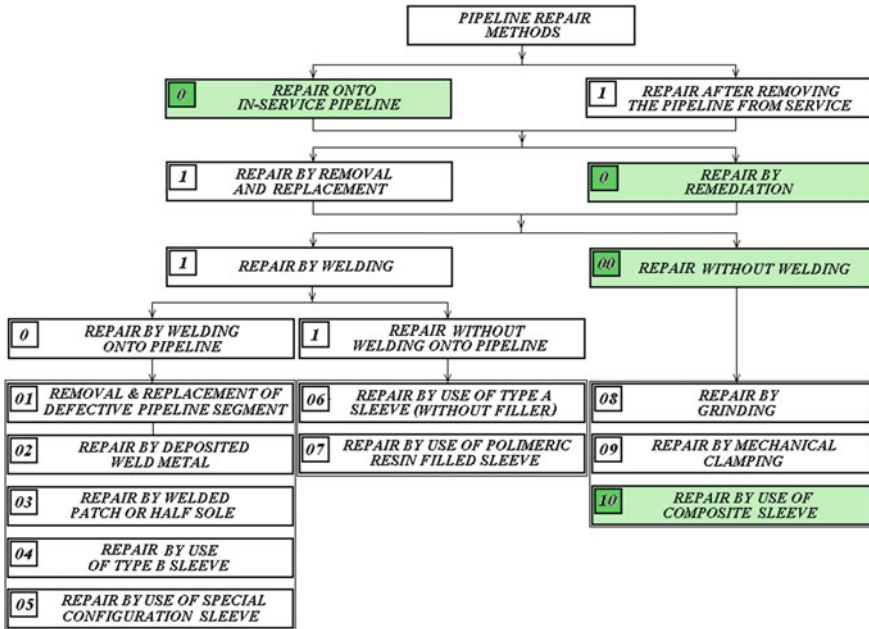 PIPELINE REPAIR
METHODS
0
REPAIR ONTO
IN-SERVICE PIPELINE
1
REPAIR AFTER REMOVING
THE PIPELINE FROM SERVICE
1
REPAIR BY REMOVAL
AND REPLACEMENT
0
REPAIR BY
REMEDIATION
1
REPAIR BY WELDING
00
REPAIR WITHOUT WELDING
0
REPAIR BY WELDING
ONTO PIPELINE
1
REPAIR WITHOUT
WELDING ONTO PIPELINE
01
REMOVAL & REPLACEMENT OF
DEFECTIVE PIPELINE SEGMENT
02
REPAIR BY DEPOSITED
WELD METAL
03
REPAIR BY WELDED
PATCH OR HALF SOLE
04
REPAIR BY USE
OF TYPE B SLEEVE
05
REPAIR BY USE OF SPECIAL
CONFIGURATION SLEEVE
06
REPAIR BY USE OF TYPE A
SLEEVE (WITHOUT FILLER)
07
REPAIR BY USE OF POLIMERIC
RESIN FILLED SLEEVE
08
REPAIR BY
GRINDING
09
REPAIR BY MECHANICAL
CLAMPING
10
REPAIR BY USE OF
COMPOSITE SLEEVE